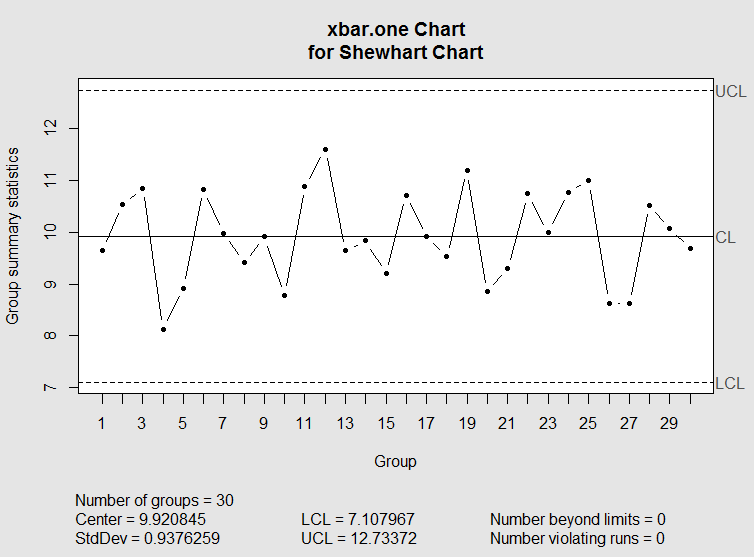 xbar.one Chart
for Shewhart Chart
UCL
CL
LCL
Group summary statistics
12
11
10
9
8
7
1 3 5 7 9 11 13 15 17 19 21 23 25 27 29
Group
Number of groups = 30
Center = 9.920845 LCL = 7.107967 Number beyond limits = 0
StdDev = 0.9376259 UCL = 12.73372 Number violating runs = 0